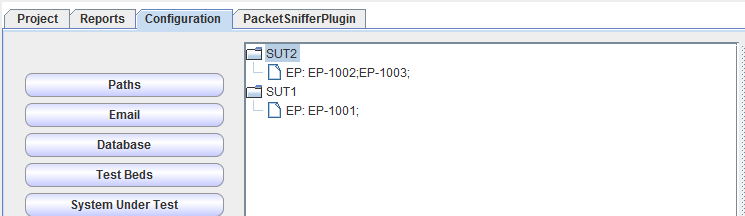 Project Reports Configuration PacketSnifferPlugin
Paths
Email
Database
Test Beds
System Under Test
SUT2
EP: EP-1002;EP-1003;
SUT1
EP: EP-1001;